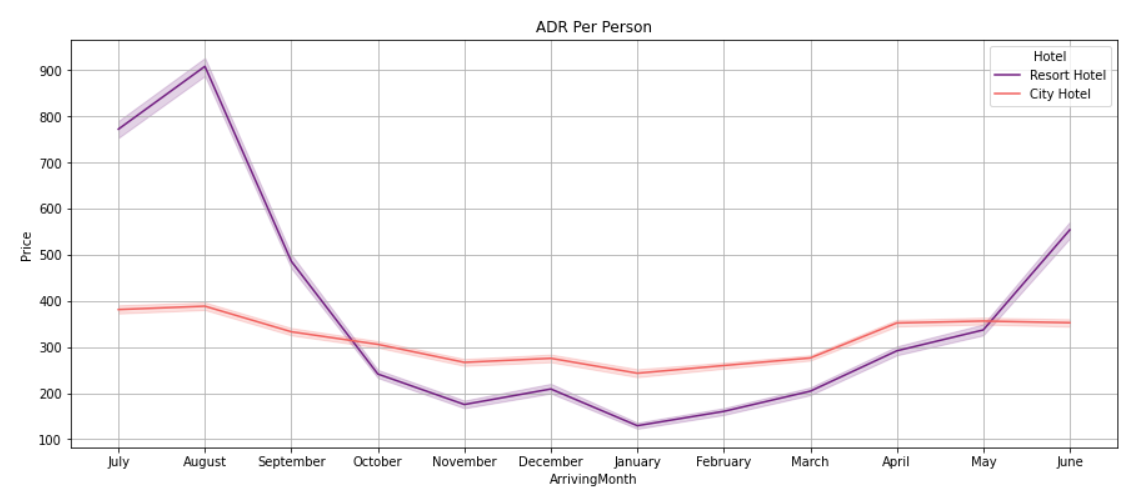 ADR Per Person
Hotel
Resort Hotel
City Hotel
Price
900
800
700
600
500
400
300
200
100
July August September October November December January February March April May June
ArrivingMonth